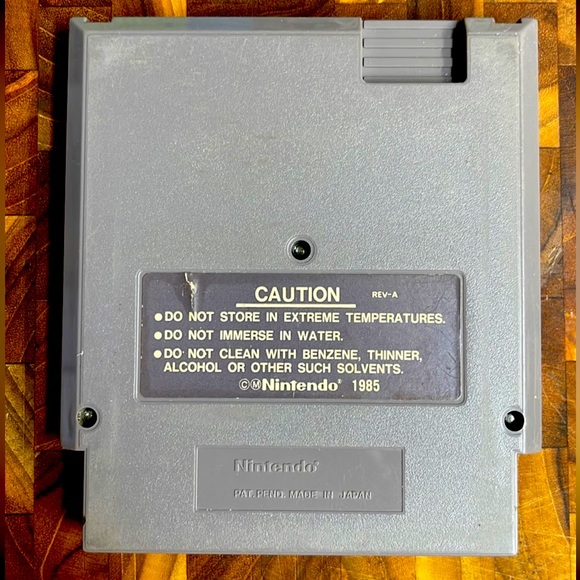 CAUTION REV-A
●DO NOT STORE IN EXTREME TEMPERATURES.
●DO NOT IMMERSE IN WATER.
●DO NOT CLEAN WITH BENZENE, THINNER,
ALCOHOL OR OTHER SUCH SOLVENTS.
©ⓂNintendo® 1985
Nintendo®
PAT. PEND. MADE IN JAPAN